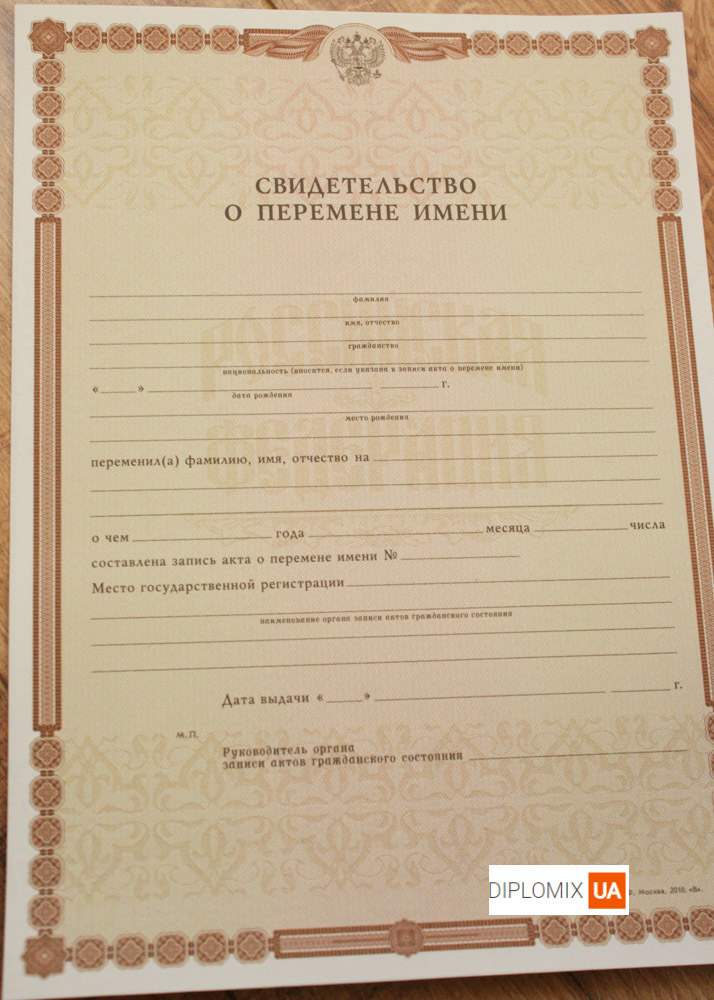 СВИДЕТЕЛЬСТВО
О ПЕРЕМЕНЕ ИМЕНИ
фамилия
имя, отчество
гражданство
национальность (вносится, если указана в записи акта о перемене имени)
« » г.
дата рождения
место рождения
РОССИЙСКАЯ
ФЕДЕРАЦИЯ
переменил(а) фамилию, имя, отчество на
о чем года месяца числа
составлена запись акта о перемене имени №
Место государственной регистрации
наименование органа записи актов гражданского состояния
Дата выдачи « » г.
М.П.
Руководитель органа
записи актов гражданского состояния
DIPLOMIX UA
Москва, 2010, «В».